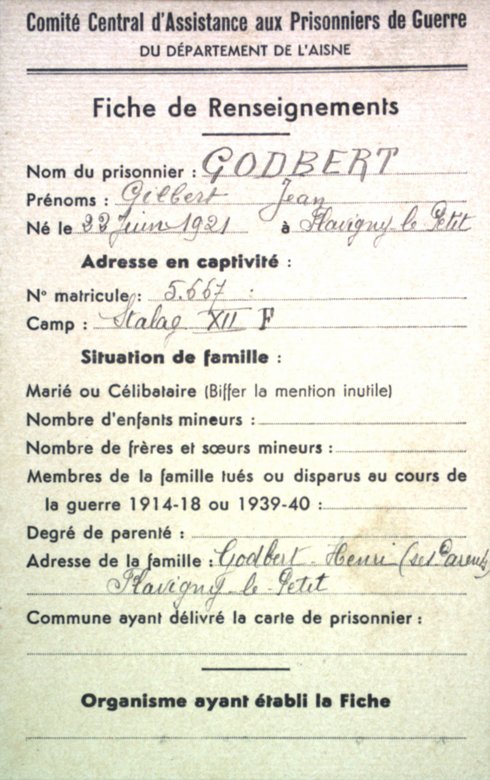 Comité Central d'Assistance aux Prisonniers de Guerre
DU DÉPARTEMENT DE L'AISNE
Fiche de Renseignements
Nom du prisonnier : GODBERT
Prénoms : Gilbert Jean
Né le 22 Juin 1921 à Flavigny le Petit
Adresse en captivité :
N° matricule : 5.667
Camp : Stalag XII F
Situation de famille :
Marié ou Célibataire (Biffer la mention inutile)
Nombre d'enfants mineurs :
Nombre de frères et sœurs mineurs :
Membres de la famille tués ou disparus au cours de
la guerre 1914-18 ou 1939-40 :
Degré de parenté :
Adresse de la famille : Godbert Henri (ses Parents)
Flavigny-le-Petit
Commune ayant délivré la carte de prisonnier :
Organisme ayant établi la Fiche